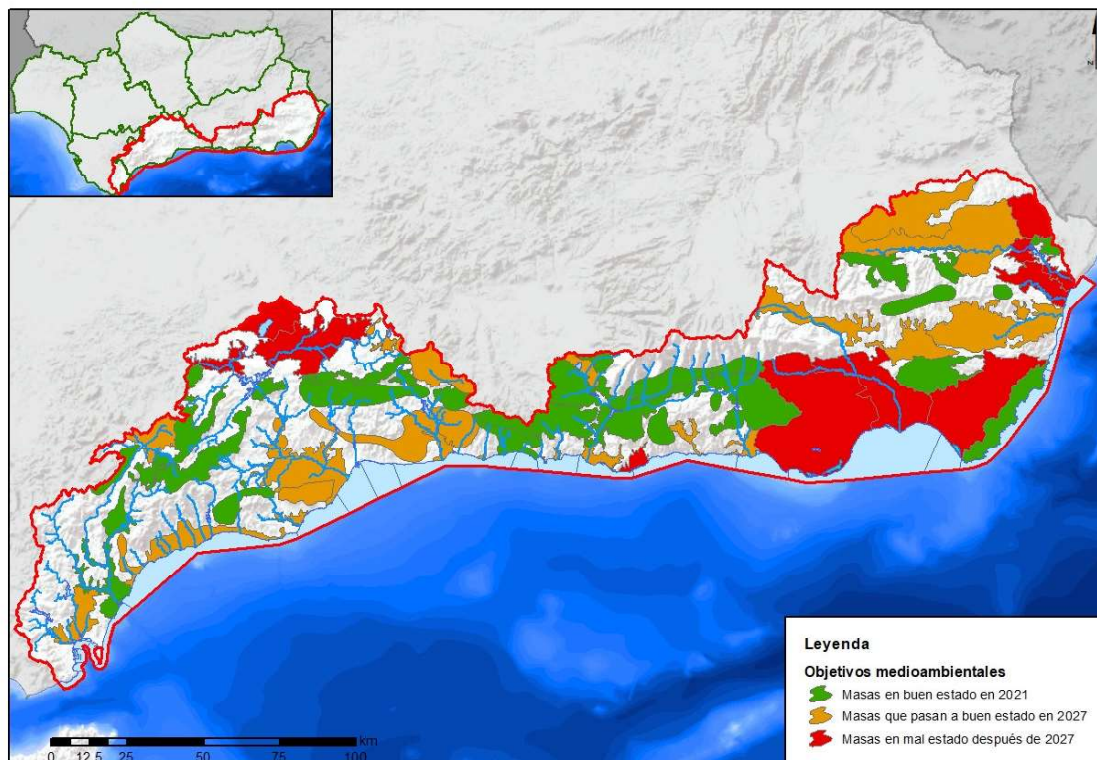 N
Leyenda
Objetivos medioambientales
Masas en buen estado en 2021
Masas que pasan a buen estado en 2027
Masas en mal estado después de 2027
km
0 12,5 25 50 75 100